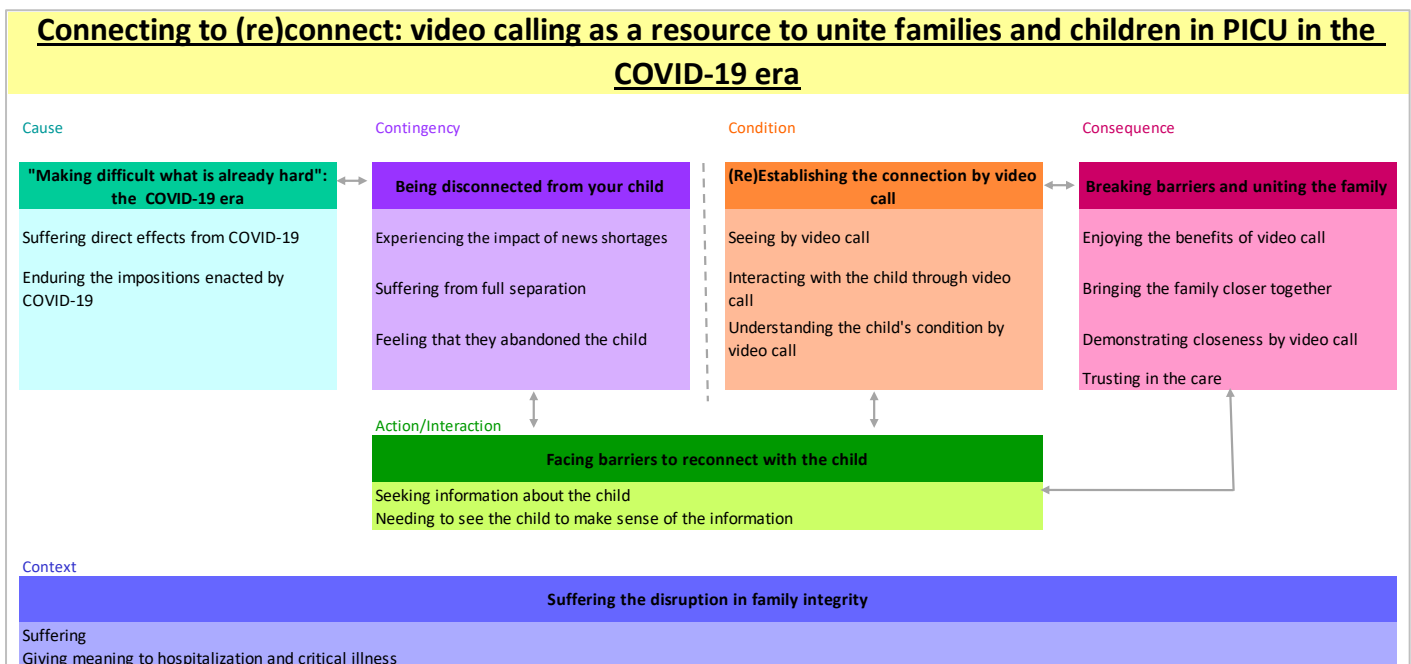 Connecting to (re)connect: video calling as a resource to unite families and children in PICU in the
COVID-19 era
Cause
Contingency
Condition
Consequence
"Making difficult what is already hard":
the COVID-19 era
Being disconnected from your child
(Re)Establishing the connection by video
call
Breaking barriers and uniting the family
Suffering direct effects from COVID-19
Enduring the impositions enacted by
COVID-19
Experiencing the impact of news shortages
Suffering from full separation
Feeling that they abandoned the child
Seeing by video call
Interacting with the child through video
call
Understanding the child's condition by
video call
Enjoying the benefits of video call
Bringing the family closer together
Demonstrating closeness by video call
Trusting in the care
Action/Interaction
Facing barriers to reconnect with the child
Seeking information about the child
Needing to see the child to make sense of the information
Context
Suffering the disruption in family integrity
Suffering
Giving meaning to hospitalization and critical illness